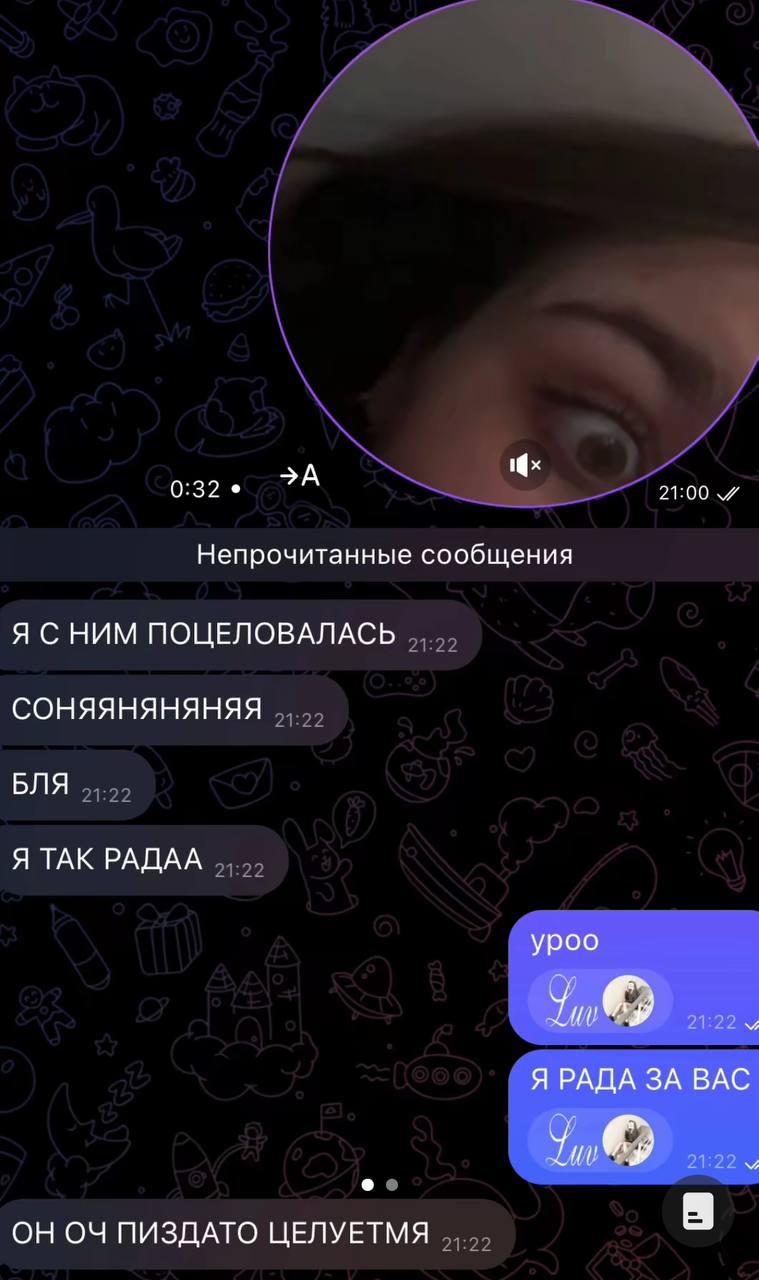 0:32
→A
21:00
Непрочитанные сообщения
Я С НИМ ПОЦЕЛОВАЛАСЬ 21:22
СОНЯЯНЯНЯНЯЯ 21:22
БЛЯ 21:22
Я ТАК РАДАА 21:22
уроо
Luv 21:22
Я РАДА ЗА ВАС
Luv 21:22
ОН ОЧ ПИЗДАТО ЦЕЛУЕТМЯ 21:22